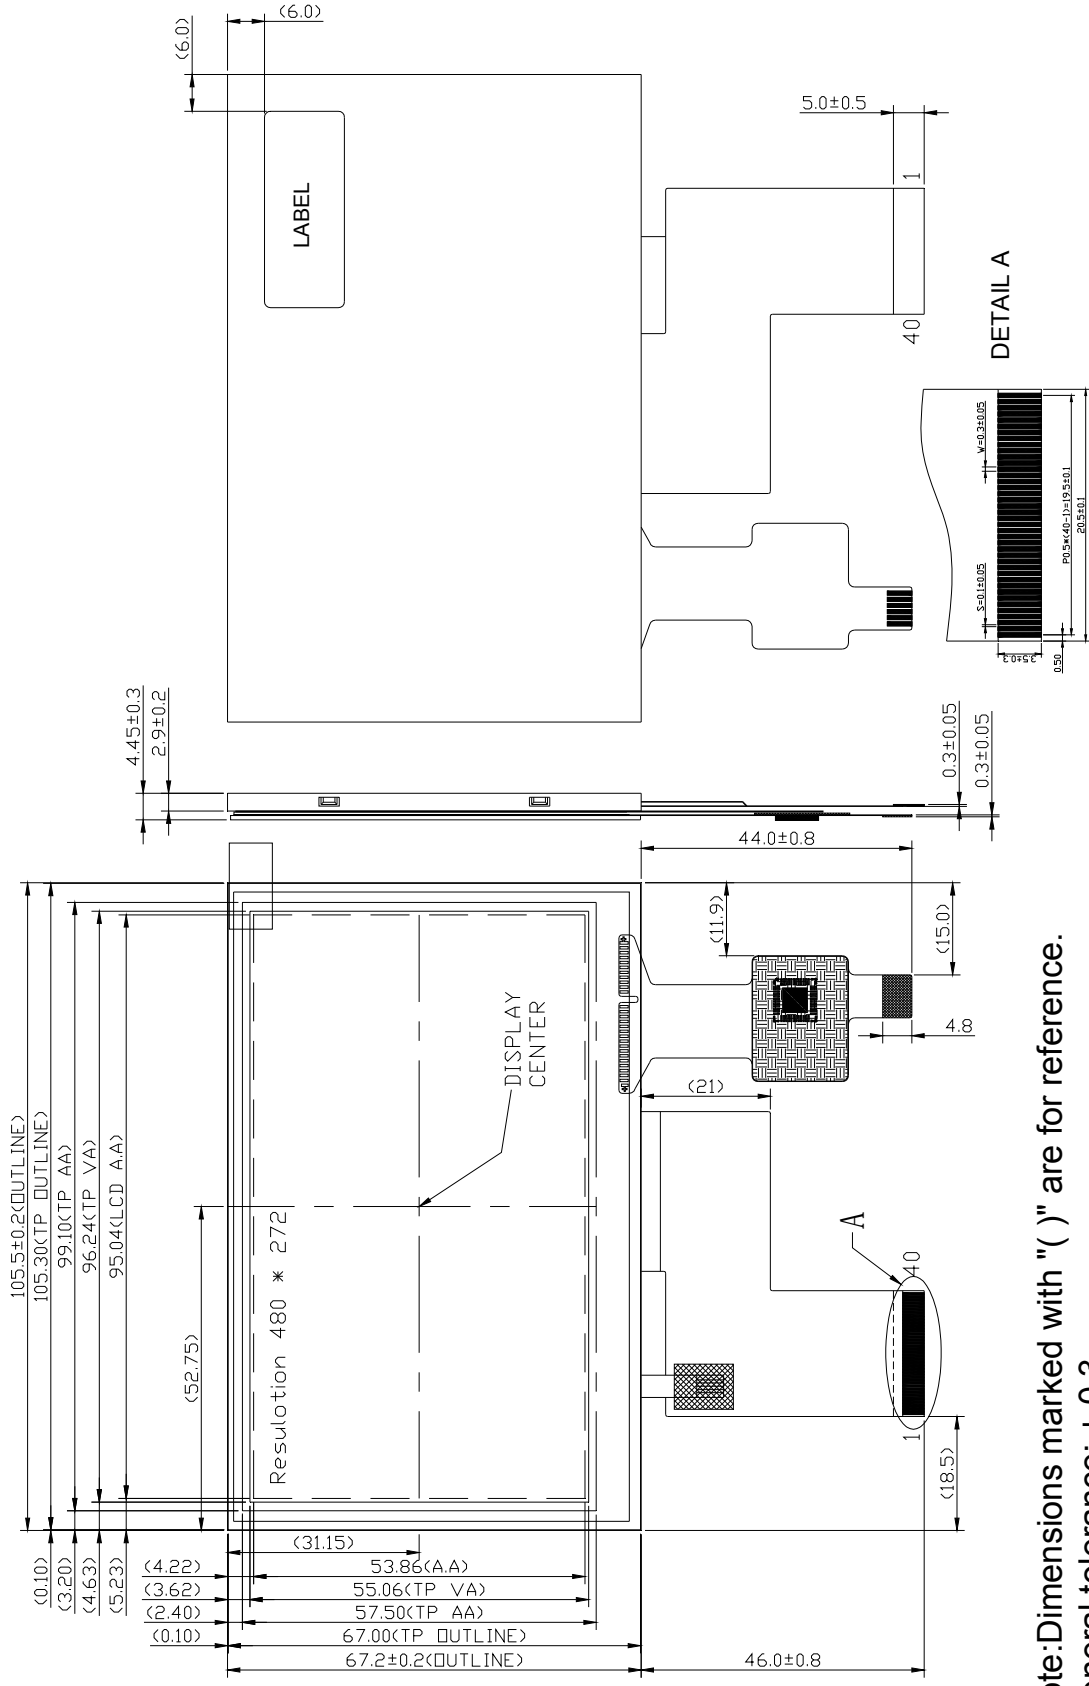 (6.0)
(6.0)
LABEL
5.0±0.5
1
40
DETAIL A
W=0.3±0.05
S=0.1±0.05
P0.5*(40-1)=19.5±0.1
20.5±0.1
3.5±0.3
0.50
4.45±0.3
2.9±0.2
0.3±0.05
0.3±0.05
44.0±0.8
105.5±0.2(OUTLINE)
105.30(TP OUTLINE)
99.10(TP AA)
96.24(TP VA)
95.04(LCD A.A)
(52.75)
Resulotion 480 * 272
DISPLAY
CENTER
(11.9)
(15.0)
4.8
(21)
A
40
1
(18.5)
(0.10)
(3.20)
(4.63)
(5.23)
(31.15)
(4.22)
53.86(A.A)
(3.62)
55.06(TP VA)
(2.40)
57.50(TP AA)
(0.10)
67.00(TP OUTLINE)
67.2±0.2(OUTLINE)
46.0±0.8
ote:Dimensions marked with "( )" are for reference.